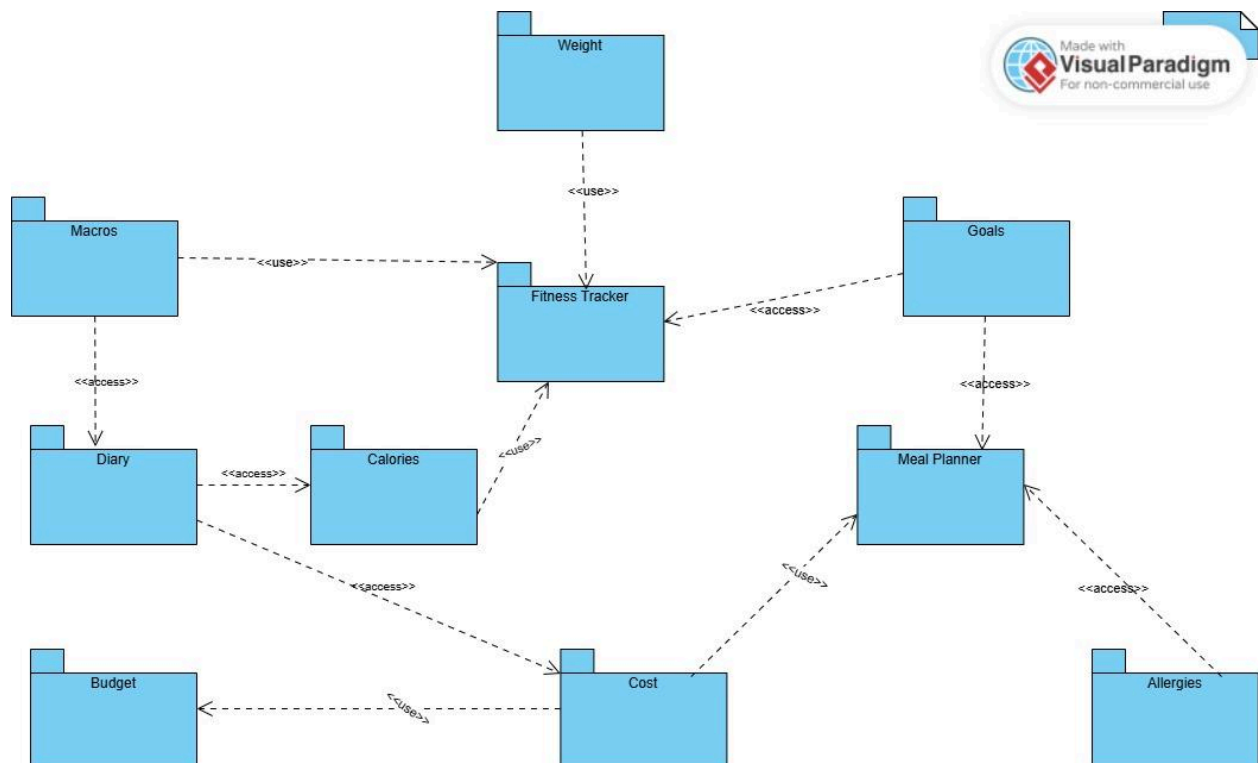 Weight
Made with
Visual Paradigm
For non-commercial use
<<use>>
Macros
Goals
<<use>>
Fitness Tracker
<<access>>
<<access>>
<<access>>
<<use>>
Diary
Calories
Meal Planner
<<access>>
<<access>>
<<use>>
<<access>>
Budget
Cost
Allergies
<<use>>